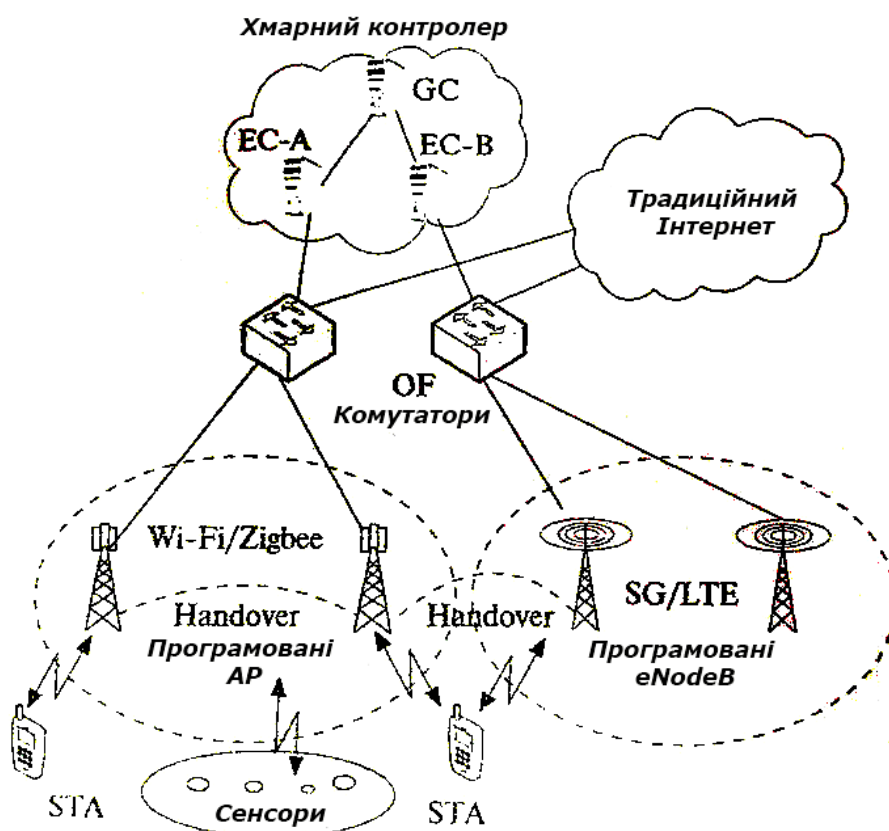 Хмарний контролер
GC
EC-A
EC-B
Традиційний
Інтернет
OF
Комутатори
Wi-Fi/Zigbee
Handover
Програмовані
AP
Handover
SG/LTE
Програмовані
eNodeB
STA
Сенсори
STA